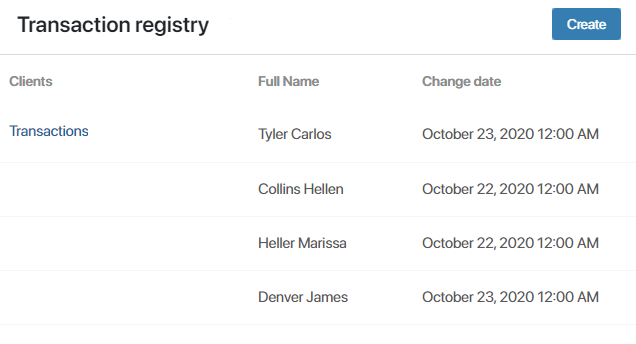 Transaction registry Create
Clients Full Name Change date
Transactions Tyler Carlos October 23, 2020 12:00 AM
Collins Hellen October 22, 2020 12:00 AM
Heller Marissa October 22, 2020 12:00 AM
Denver James October 23, 2020 12:00 AM